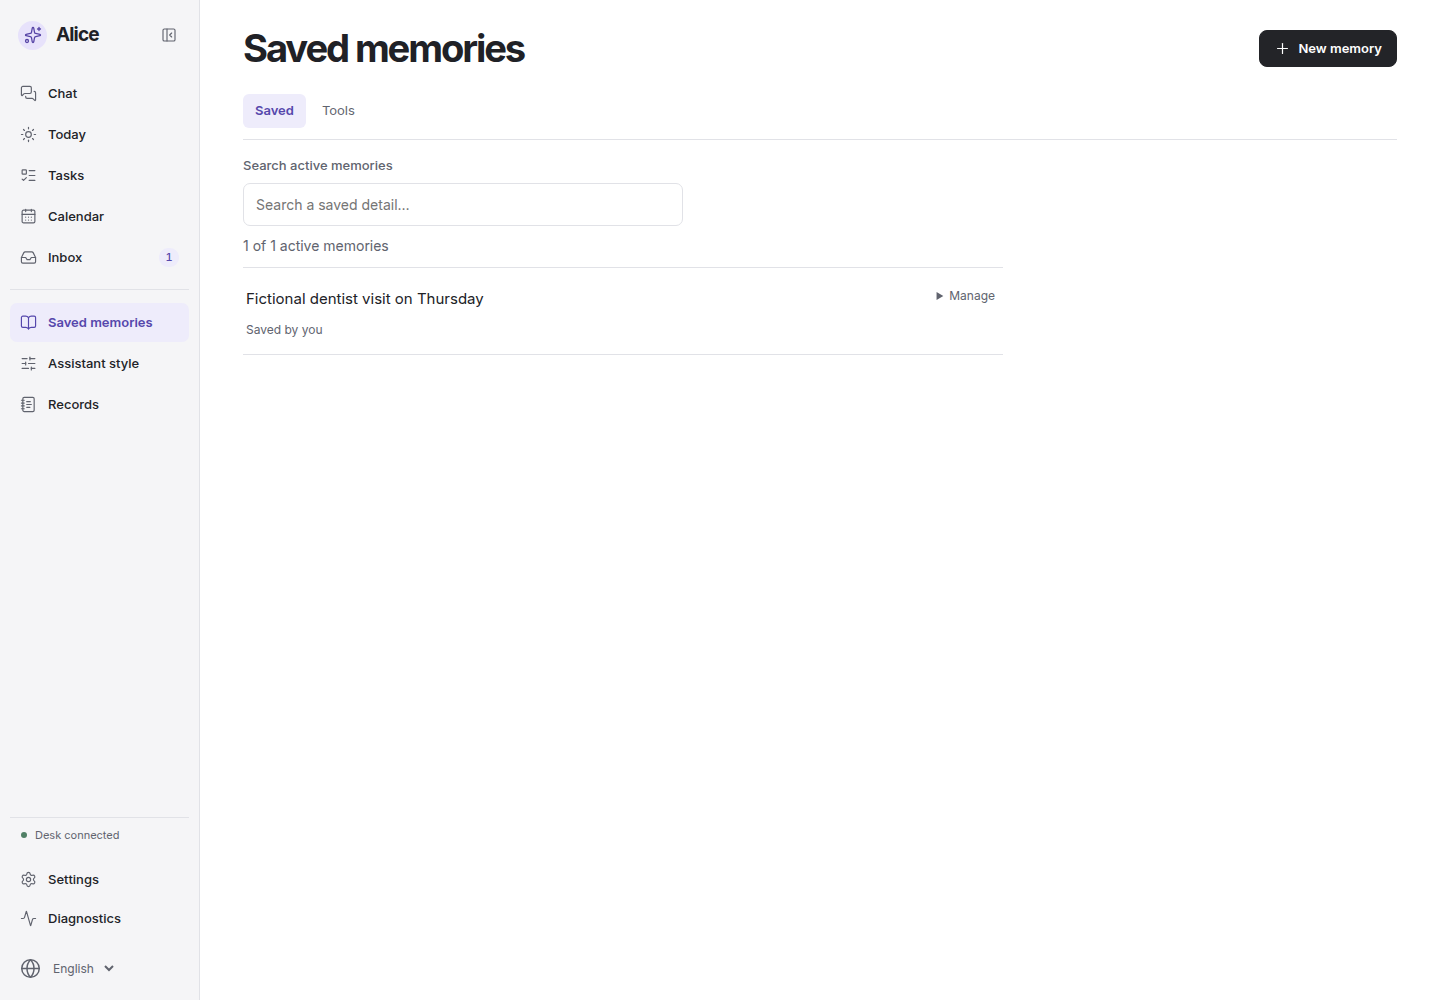 Alice
Chat
Today
Tasks
Calendar
Inbox 1
Saved memories
Assistant style
Records
Desk connected
Settings
Diagnostics
English
Saved memories
New memory
Saved Tools
Search active memories
Search a saved detail...
1 of 1 active memories
Fictional dentist visit on Thursday
Manage
Saved by you